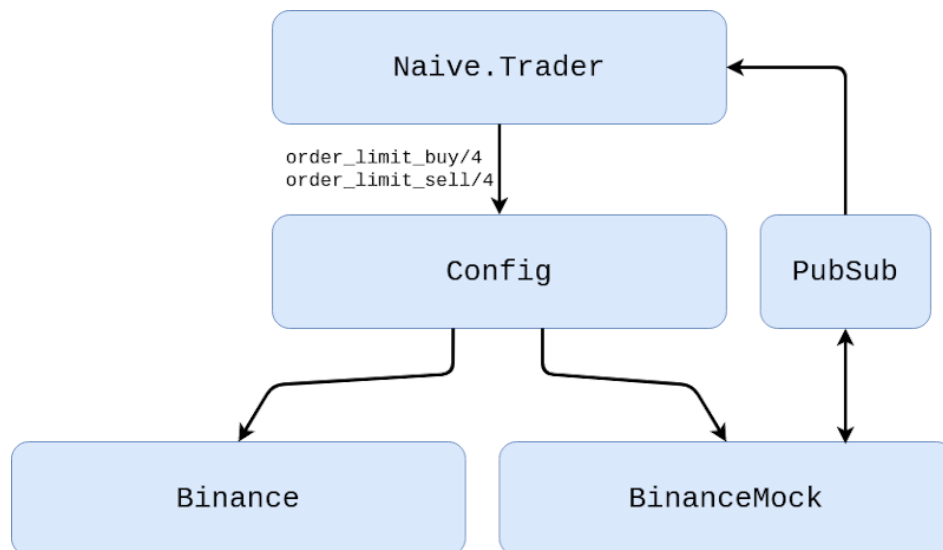 Naive.Trader
order_limit_buy/4
order_limit_sell/4
Config
PubSub
Binance
BinanceMock